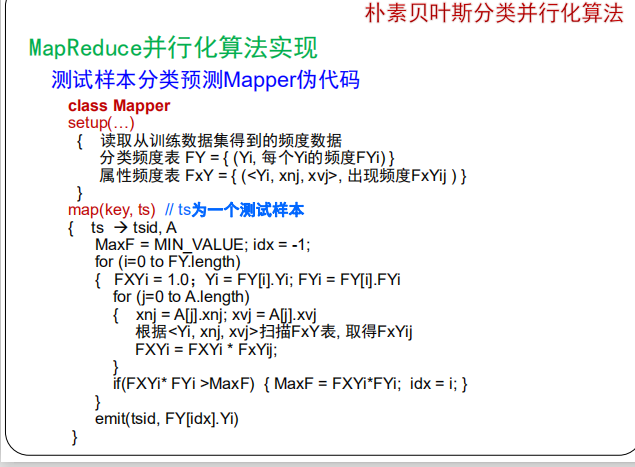 朴素贝叶斯分类并行化算法
MapReduce并行化算法实现
测试样本分类预测Mapper伪代码
class Mapper
setup(…)
{ 读取从训练数据集得到的频度数据
分类频度表 FY = { (Yi, 每个Yi的频度FYi) }
属性频度表 FxY = { (<Yi, xnj, xvj>, 出现频度FxYij ) }
}
map(key, ts) // ts为一个测试样本
{ ts → tsid, A
MaxF = MIN_VALUE; idx = -1;
for (i=0 to FY.length)
{ FXYi = 1.0；Yi = FY[i].Yi; FYi = FY[i].FYi
for (j=0 to A.length)
{ xnj = A[j].xnj; xvj = A[j].xvj
根据<Yi, xnj, xvj>扫描FxY表, 取得FxYij
FXYi = FXYi * FxYij;
}
if(FXYi* FYi >MaxF) { MaxF = FXYi*FYi; idx = i; }
}
emit(tsid, FY[idx].Yi)
}